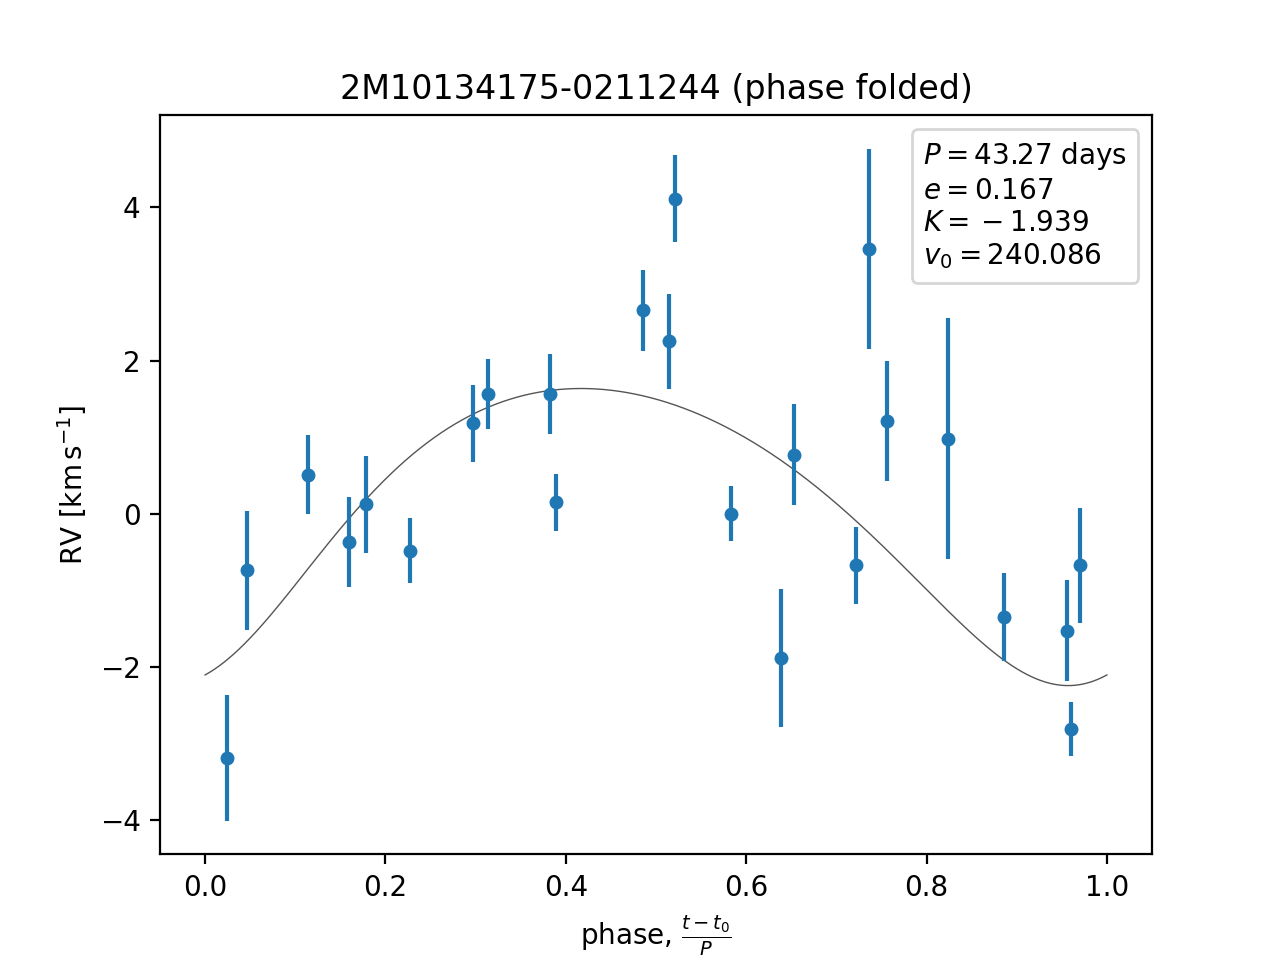 2M10134175-0211244 (phase folded)
P = 43.27 days
e = 0.167
K = −1.939
v₀ = 240.086
4
2
0
−2
−4
RV [km s⁻¹]
0.0 0.2 0.4 0.6 0.8 1.0
phase, (t − t₀)/P